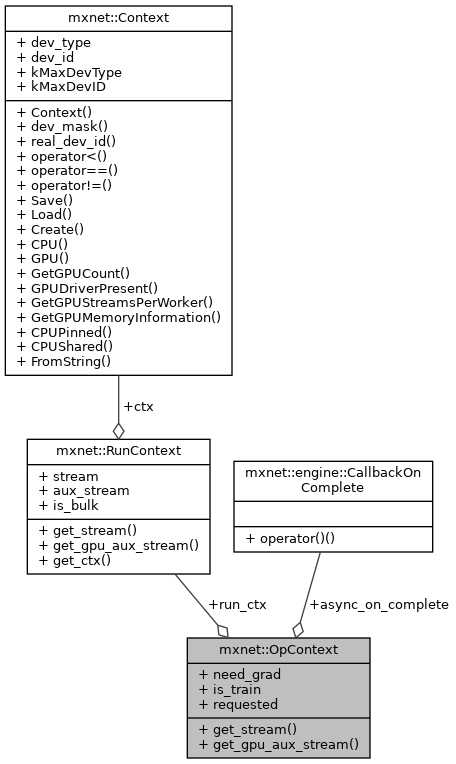 mxnet::Context
+ dev_type
+ dev_id
+ kMaxDevType
+ kMaxDevID
+ Context()
+ dev_mask()
+ real_dev_id()
+ operator<()
+ operator==()
+ operator!=()
+ Save()
+ Load()
+ Create()
+ CPU()
+ GPU()
+ GetGPUCount()
+ GPUDriverPresent()
+ GetGPUStreamsPerWorker()
+ GetGPUMemoryInformation()
+ CPUPinned()
+ CPUShared()
+ FromString()
+ctx
mxnet::RunContext
+ stream
+ aux_stream
+ is_bulk
+ get_stream()
+ get_gpu_aux_stream()
+ get_ctx()
mxnet::engine::CallbackOn
Complete
+ operator()()
+run_ctx
+async_on_complete
mxnet::OpContext
+ need_grad
+ is_train
+ requested
+ get_stream()
+ get_gpu_aux_stream()